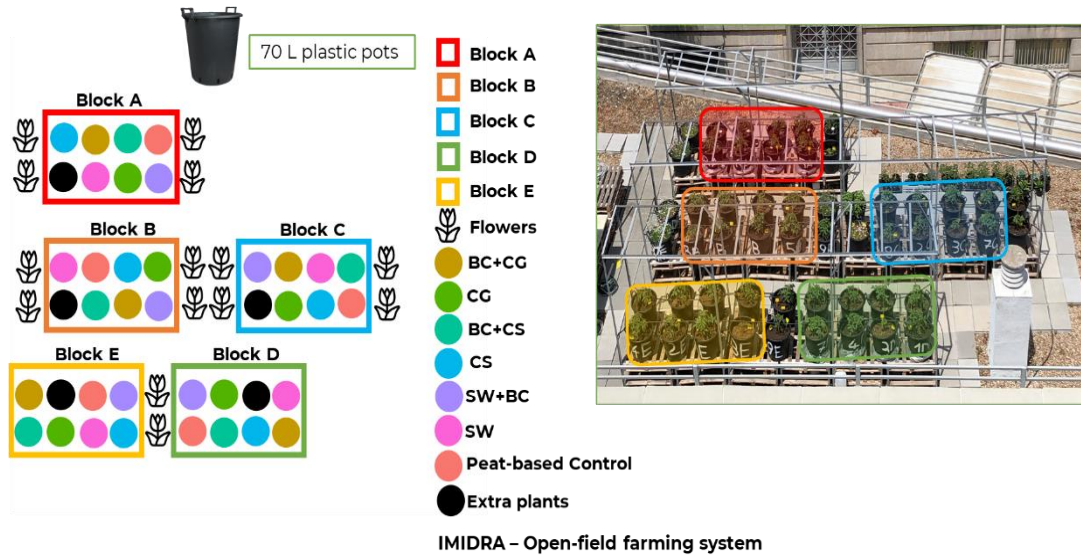 70 L plastic pots
Block A
Block B
Block C
Block E
Block D
Block A
Block B
Block C
Block D
Block E
Flowers
BC+CG
CG
BC+CS
CS
SW+BC
SW
Peat-based Control
Extra plants
IMIDRA – Open-field farming system